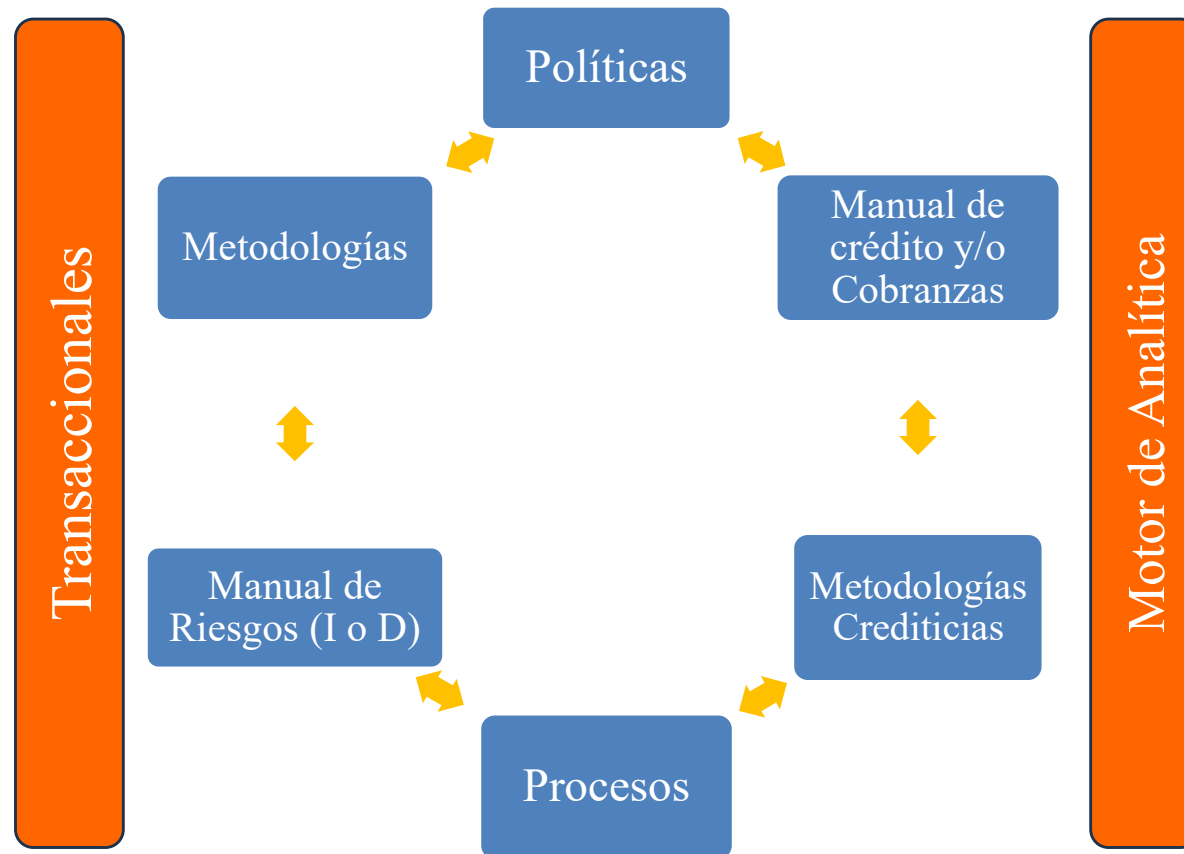 Políticas
Metodologías
Manual de
crédito y/o
Cobranzas
Transaccionales
Motor de Analítica
Manual de
Riesgos (I o D)
Metodologías
Crediticias
Procesos